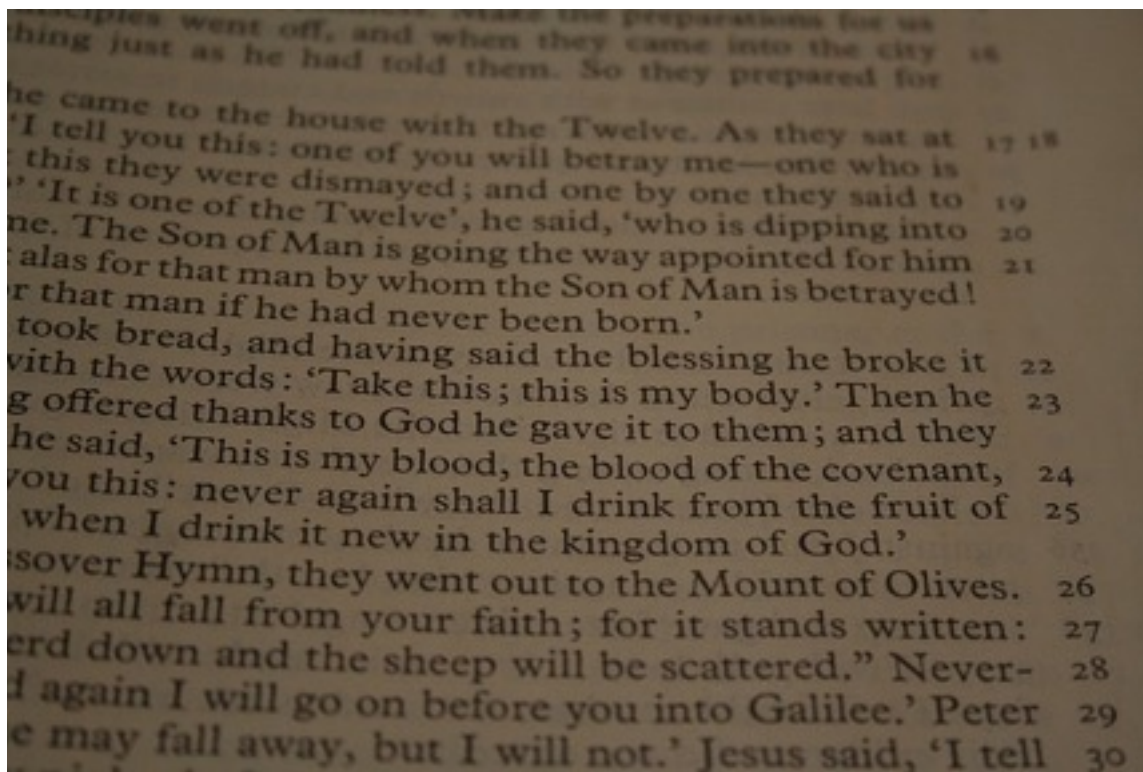 Make the preparations for us
disciples went off, and when they came into the city 16
thing just as he had told them. So they prepared for
he came to the house with the Twelve. As they sat at 17 18
'I tell you this: one of you will betray me—one who is
this they were dismayed; and one by one they said to 19
' 'It is one of the Twelve', he said, 'who is dipping into 20
me. The Son of Man is going the way appointed for him 21
alas for that man by whom the Son of Man is betrayed!
r that man if he had never been born.'
took bread, and having said the blessing he broke it 22
with the words: 'Take this; this is my body.' Then he 23
g offered thanks to God he gave it to them; and they
he said, 'This is my blood, the blood of the covenant, 24
you this: never again shall I drink from the fruit of 25
when I drink it new in the kingdom of God.'
ssover Hymn, they went out to the Mount of Olives. 26
will all fall from your faith; for it stands written: 27
erd down and the sheep will be scattered." Never- 28
d again I will go on before you into Galilee.' Peter 29
e may fall away, but I will not.' Jesus said, 'I tell 30